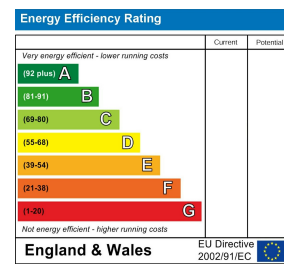 Energy Efficiency Rating
Current Potential
Very energy efficient - lower running costs
(92 plus) A
(81-91) B
(69-80) C
(55-68) D
(39-54) E
(21-38) F
(1-20) G
Not energy efficient - higher running costs
England & Wales
EU Directive
2002/91/EC